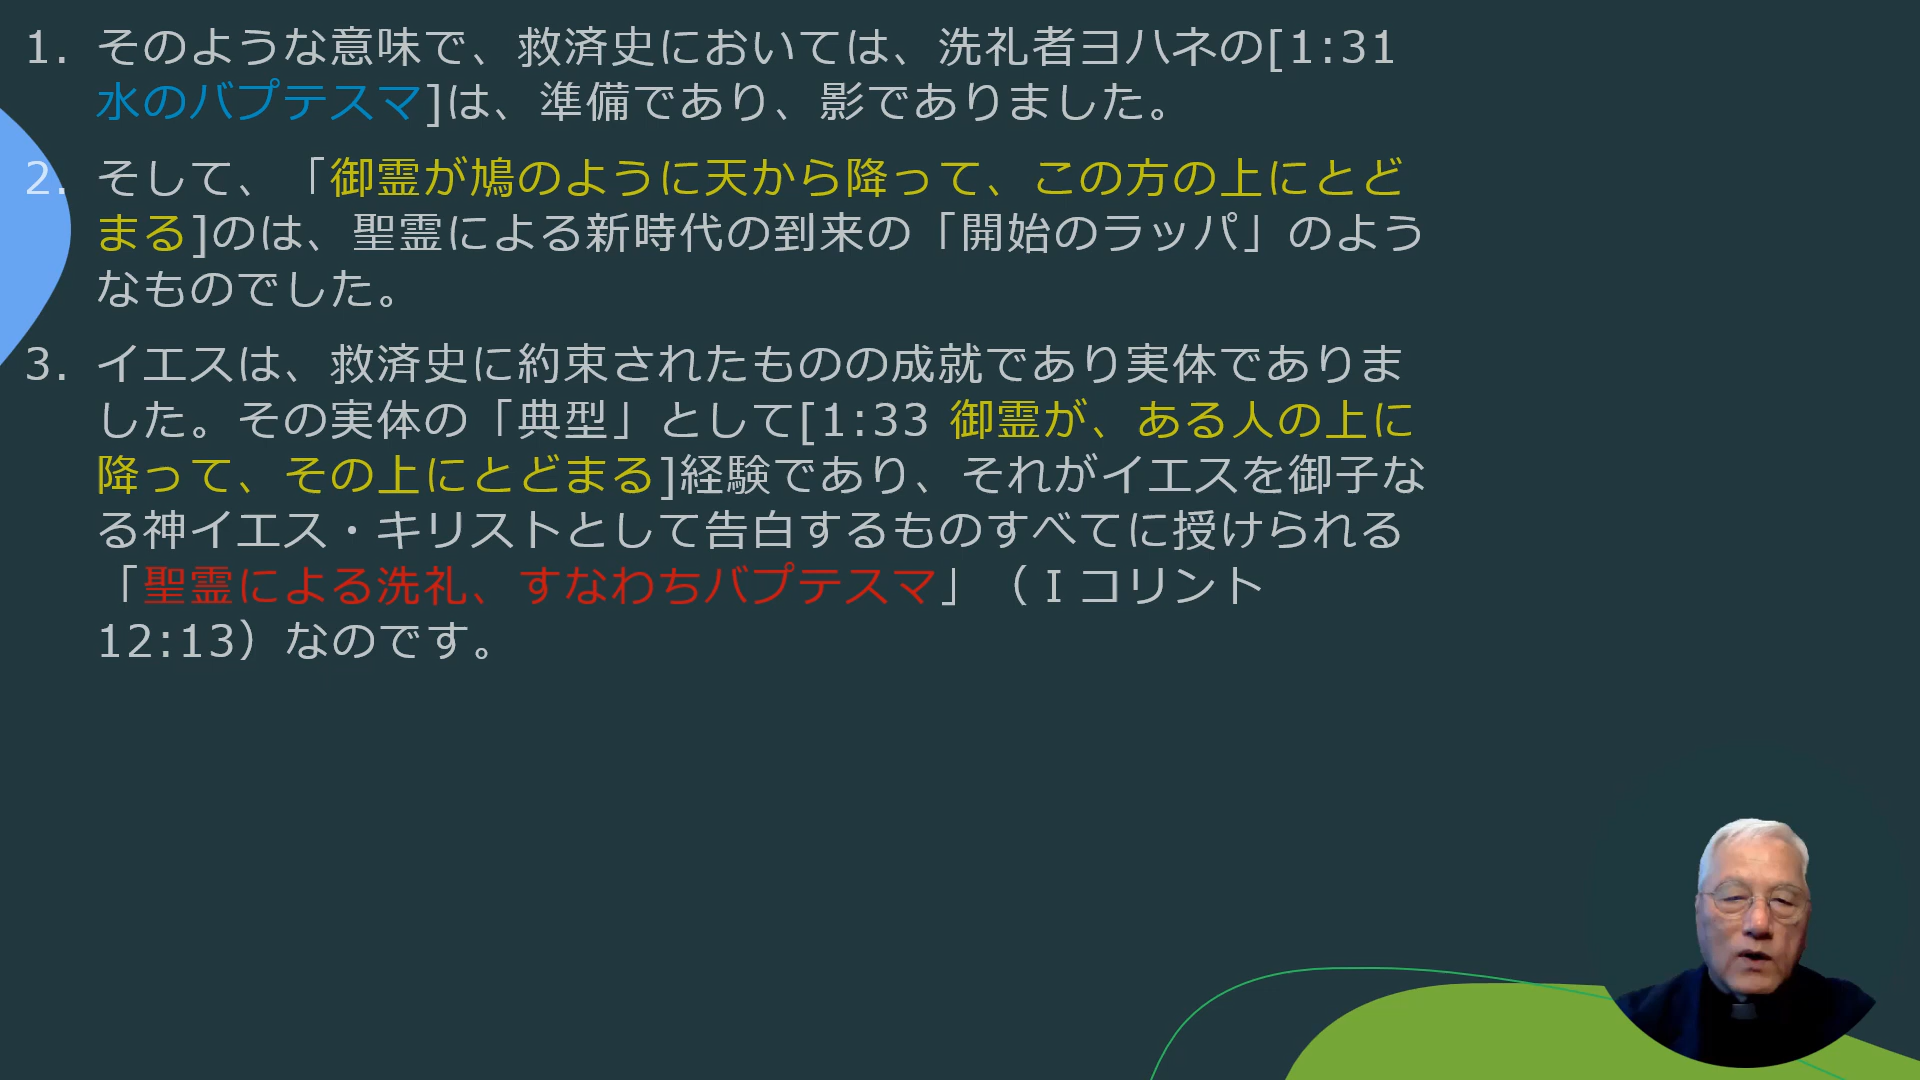 1. そのような意味で、救済史においては、洗礼者ヨハネの[1:31
水のバプテスマ]は、準備であり、影でありました。
2. そして、「御霊が鳩のように天から降って、この方の上にとど
まる]のは、聖霊による新時代の到来の「開始のラッパ」のよう
なものでした。
3. イエスは、救済史に約束されたものの成就であり実体でありま
した。その実体の「典型」として[1:33 御霊が、ある人の上に
降って、その上にとどまる]経験であり、それがイエスを御子な
る神イエス・キリストとして告白するものすべてに授けられる
「聖霊による洗礼、すなわちバプテスマ」（Ｉコリント
12:13）なのです。